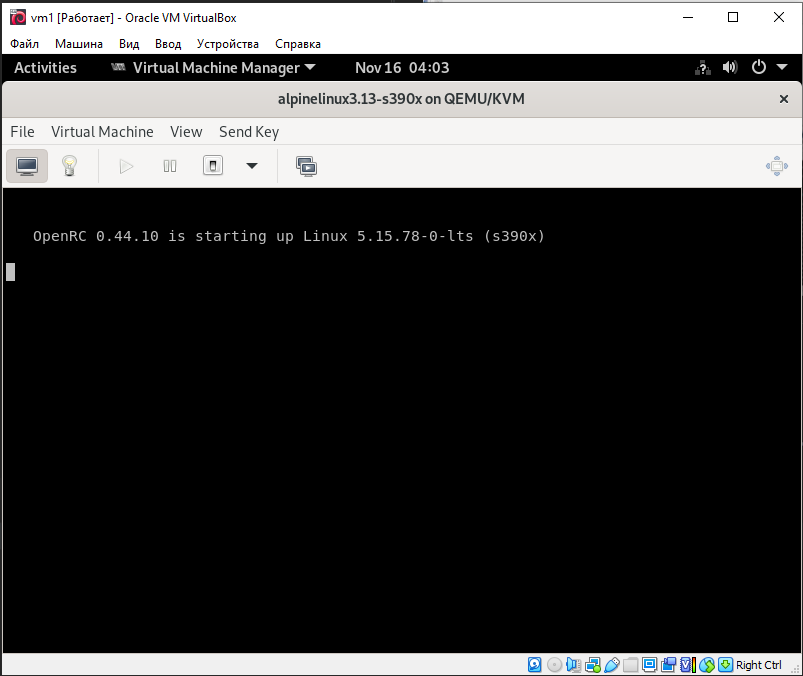 vm1 [Работает] - Oracle VM VirtualBox
Файл Машина Вид Ввод Устройства Справка
Activities Virtual Machine Manager Nov 16 04:03
alpinelinux3.13-s390x on QEMU/KVM
File Virtual Machine View Send Key
OpenRC 0.44.10 is starting up Linux 5.15.78-0-lts (s390x)
Right Ctrl